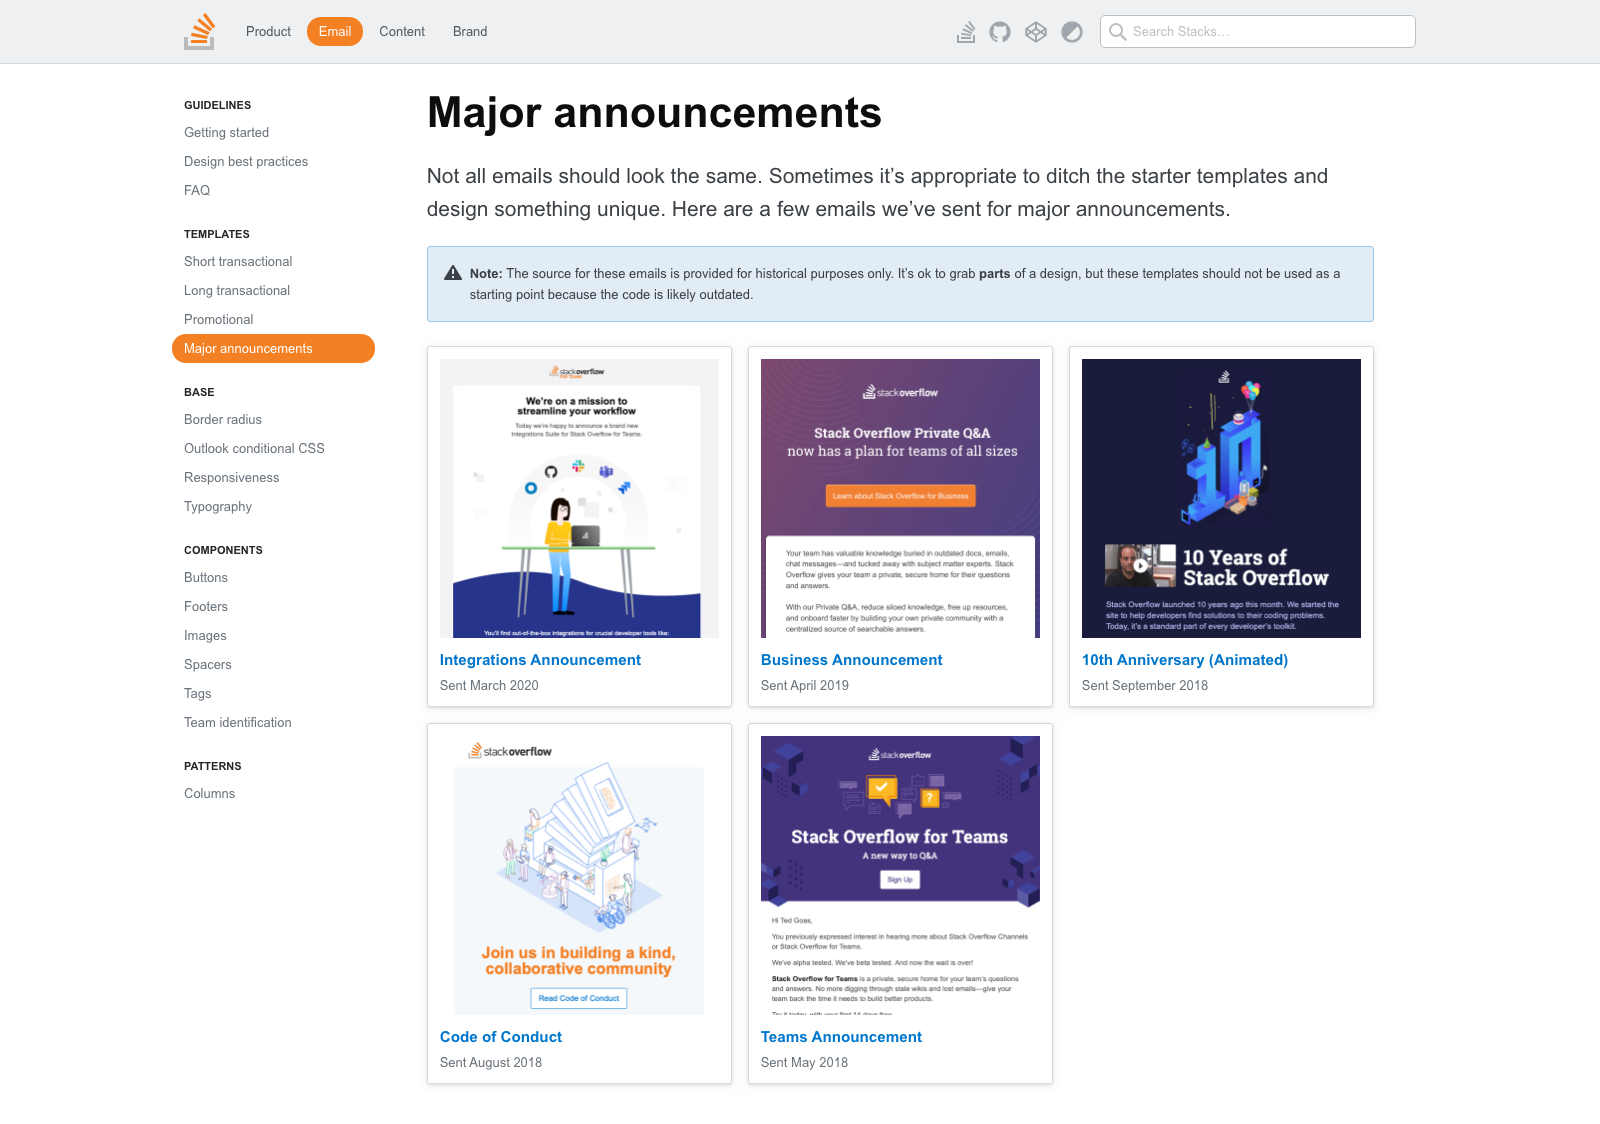 Product
Email
Content
Brand
Search Stacks…
GUIDELINES
Getting started
Design best practices
FAQ
TEMPLATES
Short transactional
Long transactional
Promotional
Major announcements
BASE
Border radius
Outlook conditional CSS
Responsiveness
Typography
COMPONENTS
Buttons
Footers
Images
Spacers
Tags
Team identification
PATTERNS
Columns
Major announcements
Not all emails should look the same. Sometimes it’s appropriate to ditch the starter templates and
design something unique. Here are a few emails we’ve sent for major announcements.
Note: The source for these emails is provided for historical purposes only. It’s ok to grab parts of a design, but these templates should not be used as a
starting point because the code is likely outdated.
stackoverflow
FOR TEAMS
We're on a mission to
streamline your workflow
Today we're happy to announce a brand new
Integrations Suite for Stack Overflow for Teams.
You'll find out-of-the-box integrations for crucial developer tools like:
Integrations Announcement
Sent March 2020
stackoverflow
Stack Overflow Private Q&A
now has a plan for teams of all sizes
Learn about Stack Overflow for Business
Your team has valuable knowledge buried in outdated docs, emails,
chat messages—and tucked away with subject matter experts. Stack
Overflow gives your team a private, secure home for their questions
and answers.
With our Private Q&A, reduce siloed knowledge, free up resources,
and onboard faster by building your own private community with a
centralized source of searchable answers.
Business Announcement
Sent April 2019
10
10 Years of
Stack Overflow
Stack Overflow launched 10 years ago this month. We started the
site to help developers find solutions to their coding problems.
Today, it's a standard part of every developer's toolkit.
10th Anniversary (Animated)
Sent September 2018
stackoverflow
Join us in building a kind,
collaborative community
Read Code of Conduct
Code of Conduct
Sent August 2018
stackoverflow
?
Stack Overflow for Teams
A new way to Q&A
Sign Up
Hi Ted Goas,
You previously expressed interest in hearing more about Stack Overflow Channels
or Stack Overflow for Teams.
We've alpha tested. We've beta tested. And now the wait is over!
Stack Overflow for Teams is a private, secure home for your team's questions
and answers. No more digging through stale wikis and lost emails—give your
team back the time it needs to build better products.
Try it today, with your first 14 days free.
Teams Announcement
Sent May 2018